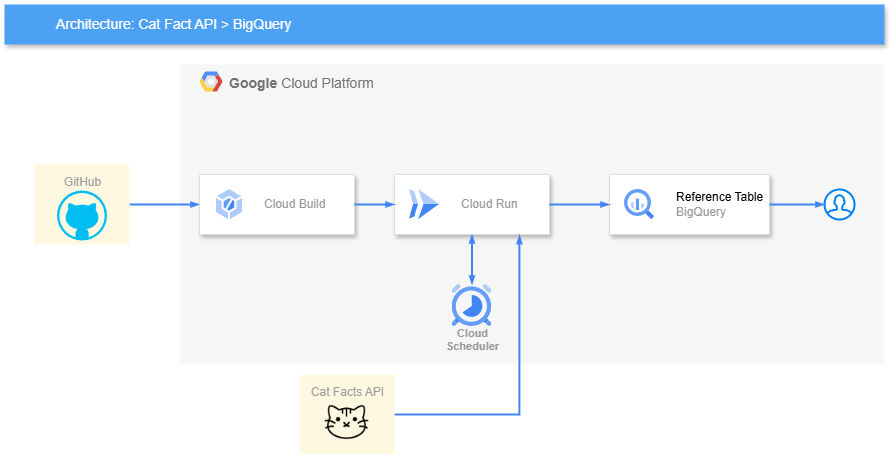 Architecture: Cat Fact API > BigQuery
Google Cloud Platform
GitHub
Cloud Build
Cloud Run
Reference Table
BigQuery
Cloud
Scheduler
Cat Facts API